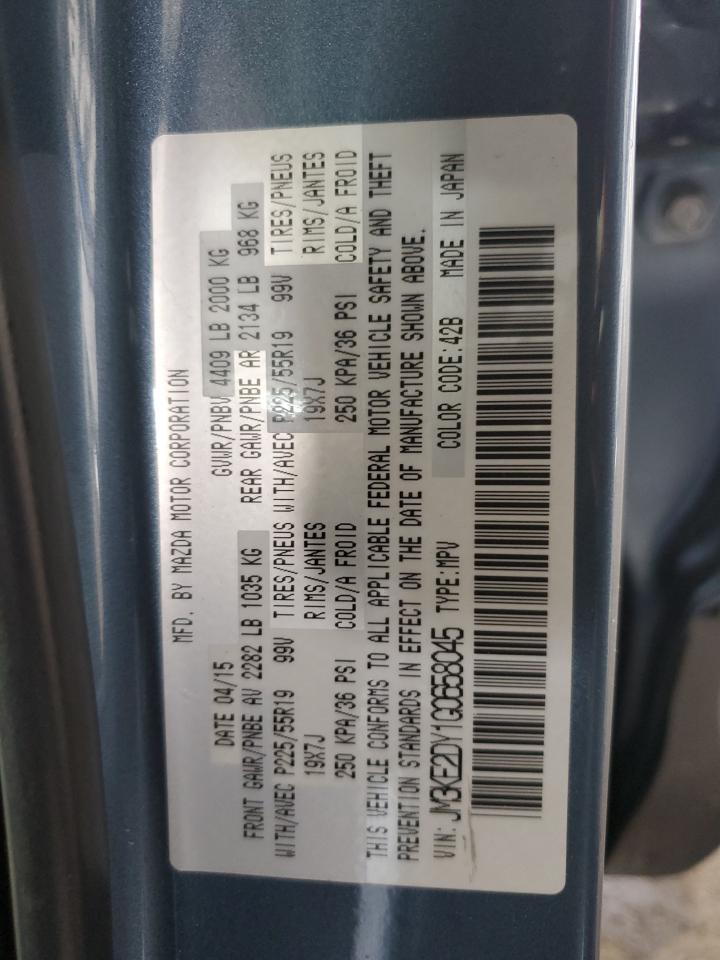 MFD. BY MAZDA MOTOR CORPORATION
DATE 04/15 GVWR/PNBV 4409 LB 2000 KG
FRONT GAWR/PNBE AV 2282 LB 1035 KG REAR GAWR/PNBE AR 2134 LB 968 KG
WITH/AVEC P225/55R19 99V TIRES/PNEUS WITH/AVEC P225/55R19 99V TIRES/PNEUS
19X7J RIMS/JANTES 19X7J RIMS/JANTES
250 KPA/36 PSI COLD/A FROID 250 KPA/36 PSI COLD/A FROID
THIS VEHICLE CONFORMS TO ALL APPLICABLE FEDERAL MOTOR VEHICLE SAFETY AND THEFT
PREVENTION STANDARDS IN EFFECT ON THE DATE OF MANUFACTURE SHOWN ABOVE.
VIN: JM3KE2DY1G0658045 TYPE:MPV COLOR CODE:42B MADE IN JAPAN